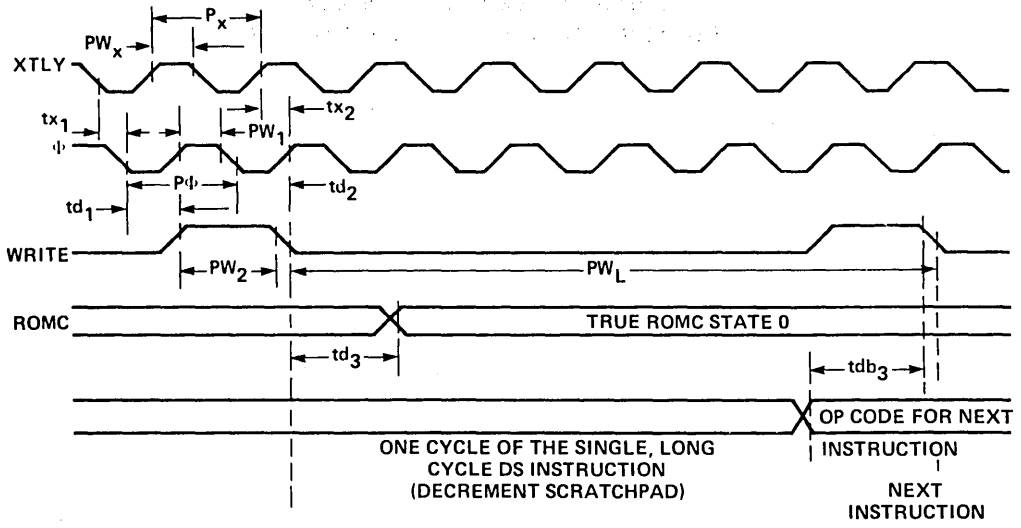 Px
PWx
XTLY
tx2
tx1
PW1
Φ
PΦ
td2
td1
WRITE
PW2
PWL
ROMC
TRUE ROMC STATE 0
td3
tdb3
OP CODE FOR NEXT
INSTRUCTION
ONE CYCLE OF THE SINGLE, LONG
CYCLE DS INSTRUCTION
(DECREMENT SCRATCHPAD)
NEXT
INSTRUCTION